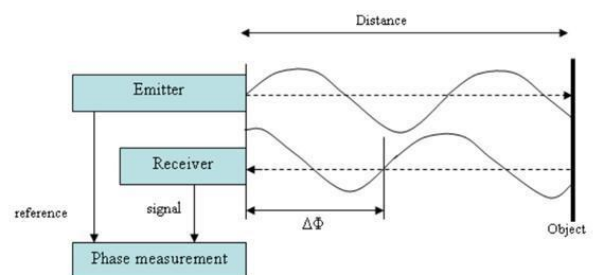 Distance
Emitter
Receiver
reference
signal
ΔΦ
Object
Phase measurement